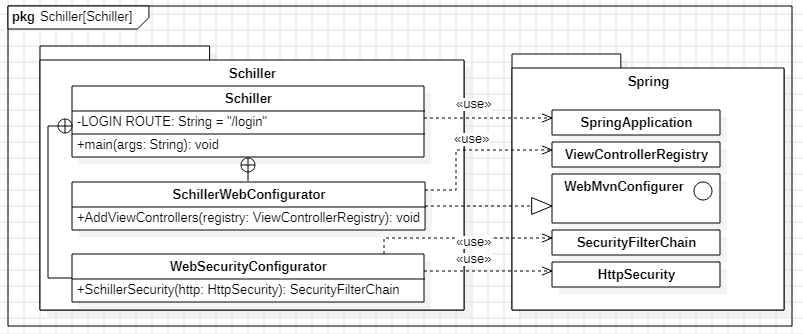 pkg Schiller[Schiller]
Schiller
Schiller
-LOGIN ROUTE: String = "/login"
+main(args: String): void
SchillerWebConfigurator
+AddViewControllers(registry: ViewControllerRegistry): void
WebSecurityConfigurator
+SchillerSecurity(http: HttpSecurity): SecurityFilterChain
«use»
«use»
«use»
«use»
Spring
SpringApplication
ViewControllerRegistry
WebMvnConfigurer
SecurityFilterChain
HttpSecurity